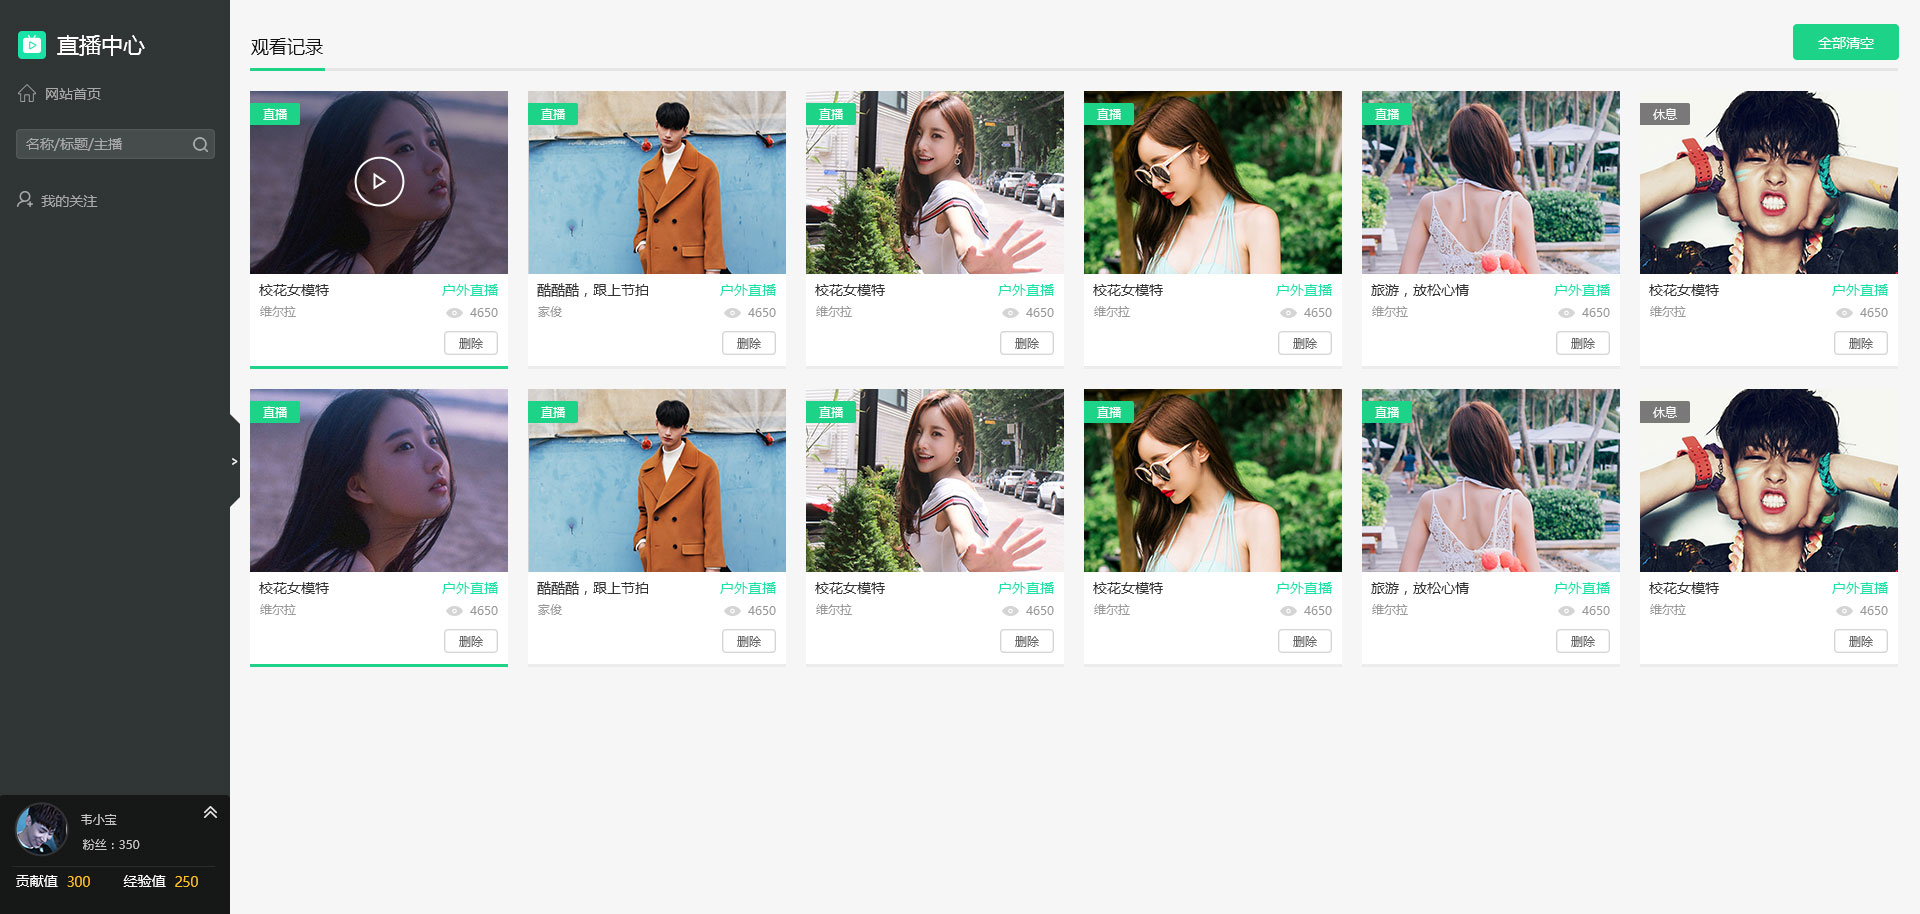 直播中心
网站首页
名称/标题/主播
我的关注
>
韦小宝
粉丝：350
贡献值 300 经验值 250
观看记录
全部清空
直播 直播 直播 直播 直播 休息
校花女模特 户外直播 酷酷酷，跟上节拍 户外直播 校花女模特 户外直播 校花女模特 户外直播 旅游，放松心情 户外直播 校花女模特 户外直播
维尔拉 4650 家俊 4650 维尔拉 4650 维尔拉 4650 维尔拉 4650 维尔拉 4650
删除 删除 删除 删除 删除 删除
直播 直播 直播 直播 直播 休息
校花女模特 户外直播 酷酷酷，跟上节拍 户外直播 校花女模特 户外直播 校花女模特 户外直播 旅游，放松心情 户外直播 校花女模特 户外直播
维尔拉 4650 家俊 4650 维尔拉 4650 维尔拉 4650 维尔拉 4650 维尔拉 4650
删除 删除 删除 删除 删除 删除